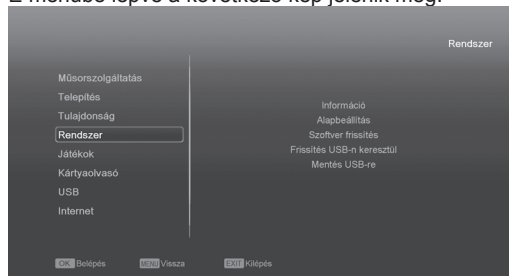 E menübe lépve a következő kép jelenik meg:
Rendszer
Műsorszolgáltatás
Telepítés
Tulajdonság
Rendszer
Játékok
Kártyaolvasó
USB
Internet
Információ
Alapbeállítás
Szoftver frissítés
Frissítés USB-n keresztül
Mentés USB-re
OK Belépés MENU Vissza EXIT Kilépés